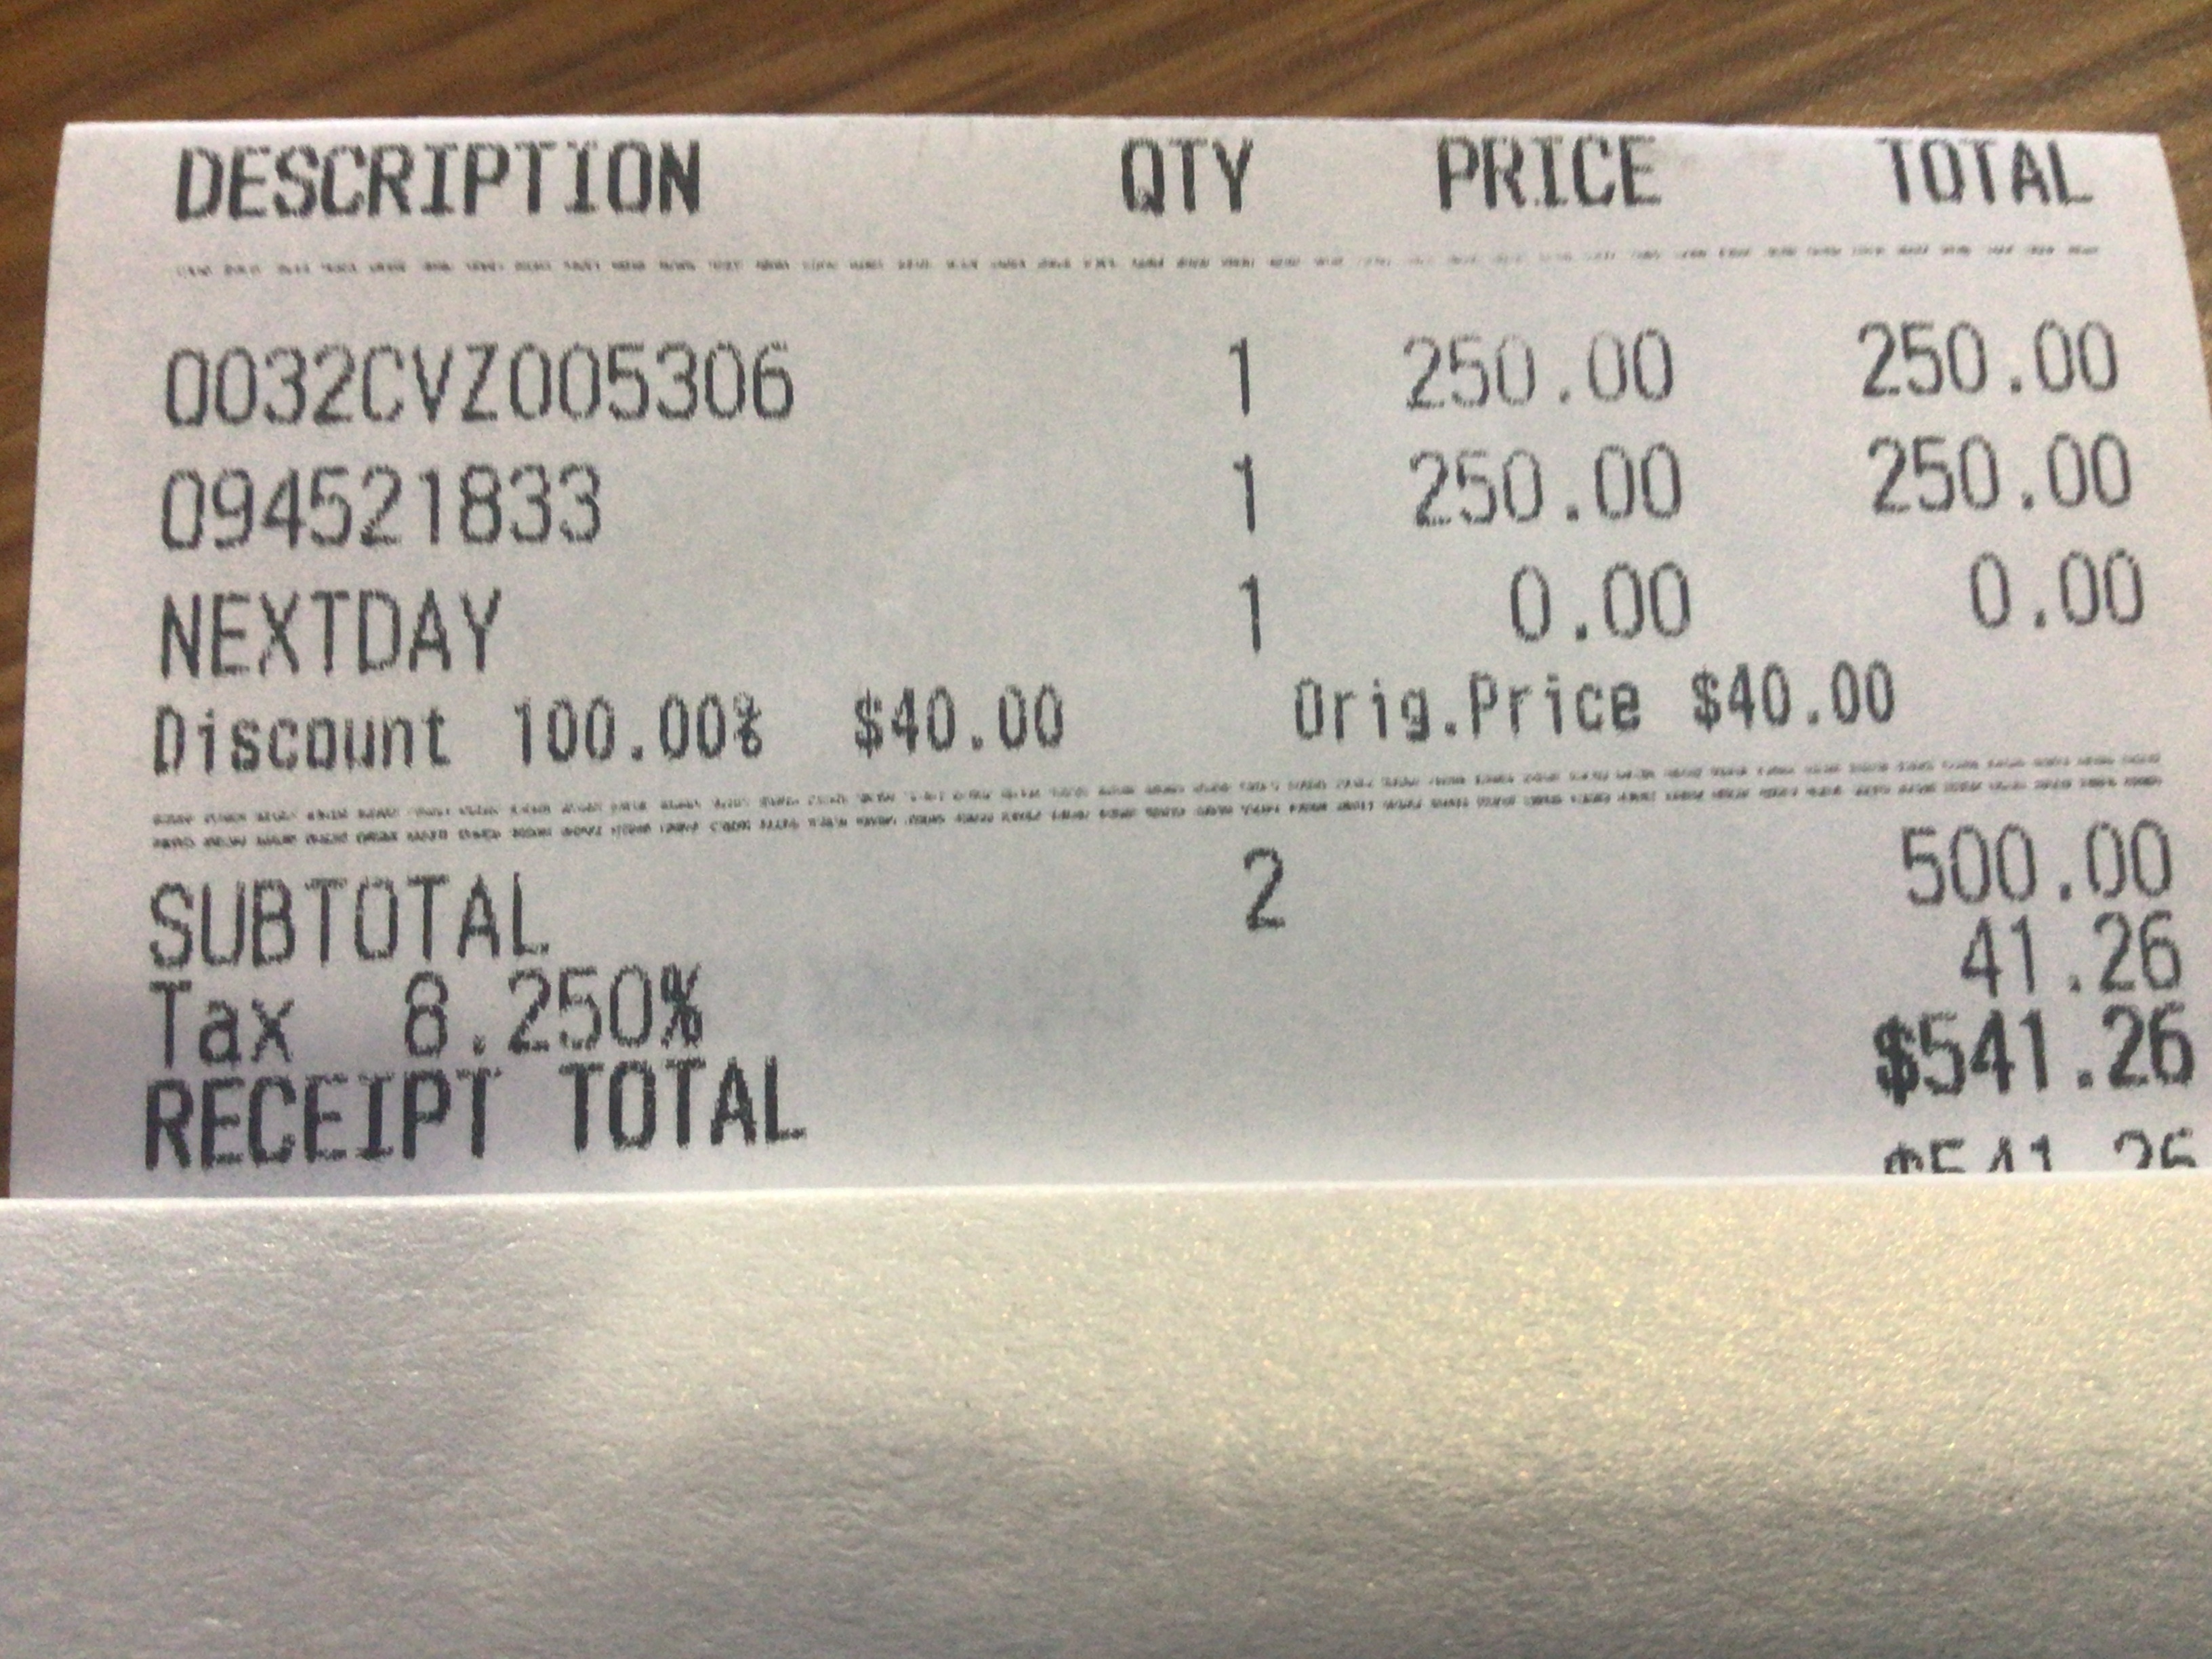 DESCRIPTION QTY PRICE TOTAL
0032CVZ005306 1 250.00 250.00
094521833 1 250.00 250.00
NEXTDAY 1 0.00 0.00
Discount 100.00% $40.00 Orig.Price $40.00
SUBTOTAL 2 500.00
Tax 8.250% 41.26
RECEIPT TOTAL $541.26